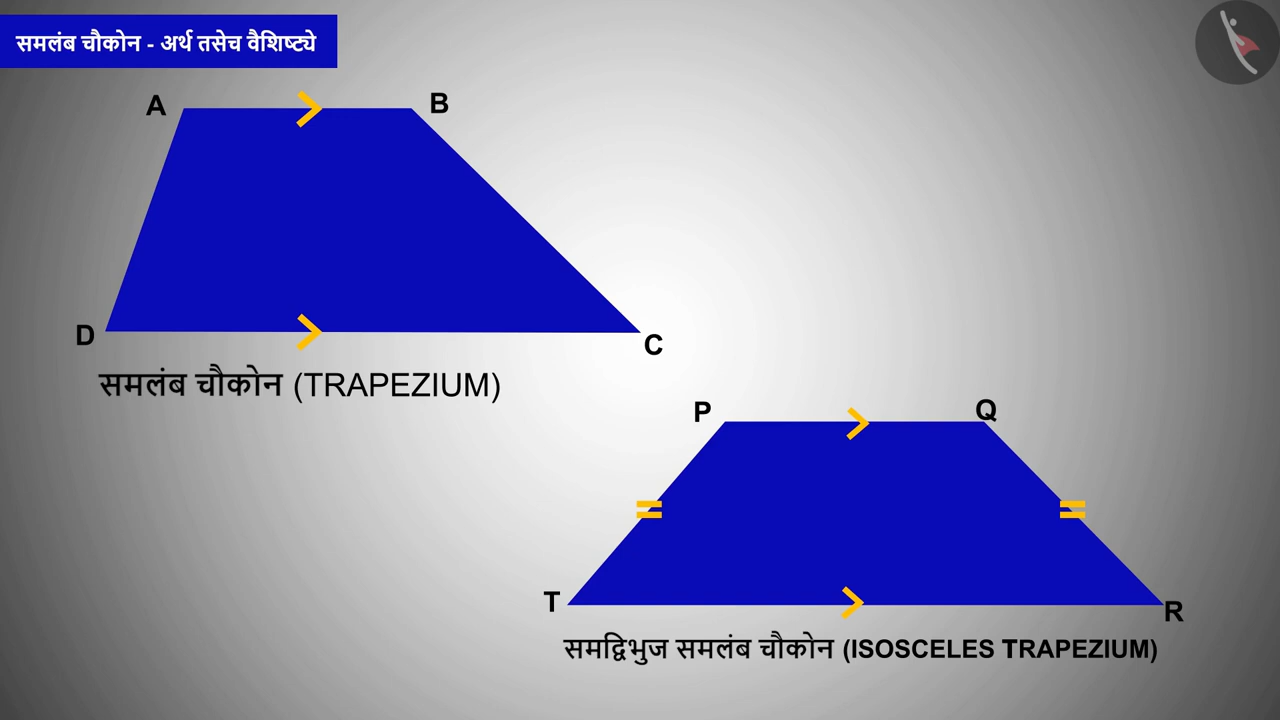 समलंब चौकोन - अर्थ तसेच वैशिष्ट्ये
A
B
D
C
समलंब चौकोन (TRAPEZIUM)
P
Q
T
R
समद्विभुज समलंब चौकोन (ISOSCELES TRAPEZIUM)